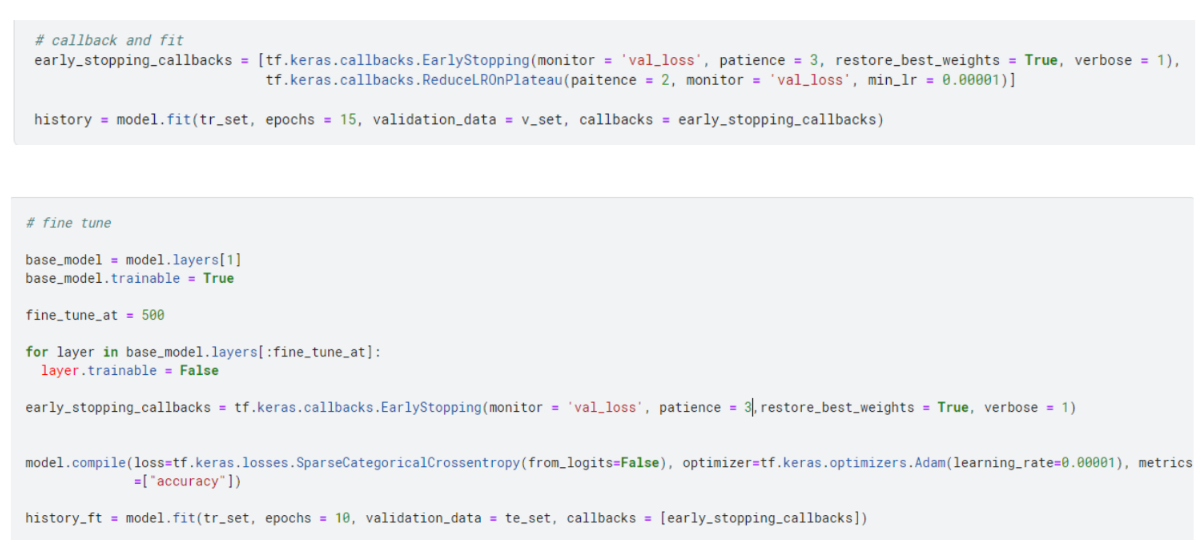 # callback and fit
early_stopping_callbacks = [tf.keras.callbacks.EarlyStopping(monitor = 'val_loss', patience = 3, restore_best_weights = True, verbose = 1),
tf.keras.callbacks.ReduceLROnPlateau(paitence = 2, monitor = 'val_loss', min_lr = 0.00001)]
history = model.fit(tr_set, epochs = 15, validation_data = v_set, callbacks = early_stopping_callbacks)
# fine tune
base_model = model.layers[1]
base_model.trainable = True
fine_tune_at = 500
for layer in base_model.layers[:fine_tune_at]:
layer.trainable = False
early_stopping_callbacks = tf.keras.callbacks.EarlyStopping(monitor = 'val_loss', patience = 3,restore_best_weights = True, verbose = 1)
model.compile(loss=tf.keras.losses.SparseCategoricalCrossentropy(from_logits=False), optimizer=tf.keras.optimizers.Adam(learning_rate=0.00001), metrics
=["accuracy"])
history_ft = model.fit(tr_set, epochs = 10, validation_data = te_set, callbacks = [early_stopping_callbacks])